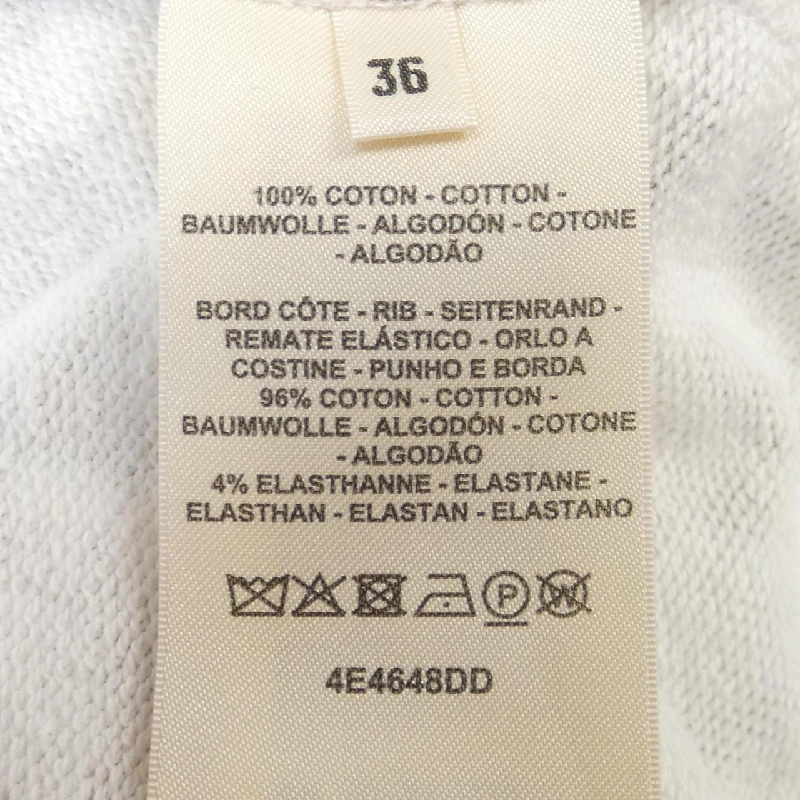 36
100% COTON - COTTON -
BAUMWOLLE - ALGODÓN - COTONE
- ALGODÃO
BORD CÔTE - RIB - SEITENRAND -
REMATE ELÁSTICO - ORLO A
COSTINE - PUNHO E BORDA
96% COTON - COTTON -
BAUMWOLLE - ALGODÓN - COTONE
- ALGODÃO
4% ELASTHANNE - ELASTANE -
ELASTHAN - ELASTAN - ELASTANO
P W
4E4648DD